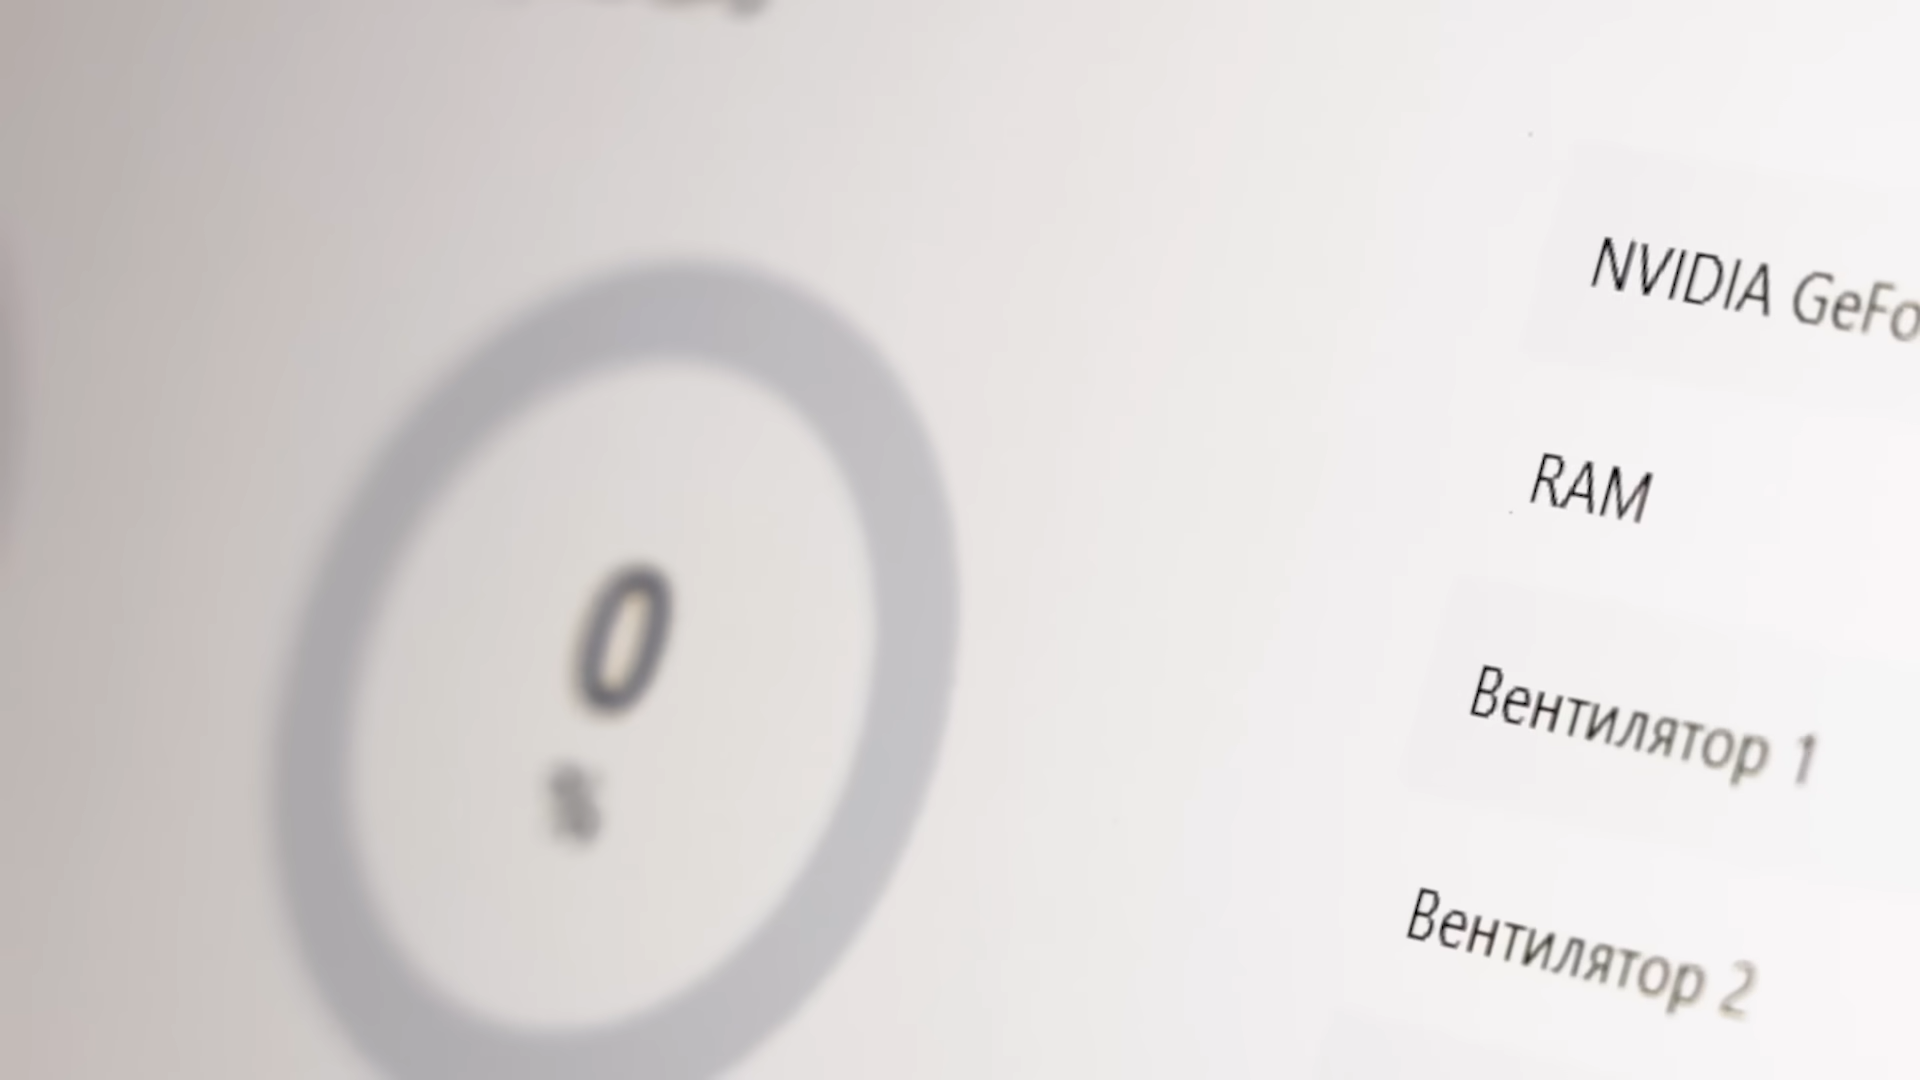 0
%
NVIDIA GeFo
RAM
Вентилятор 1
Вентилятор 2